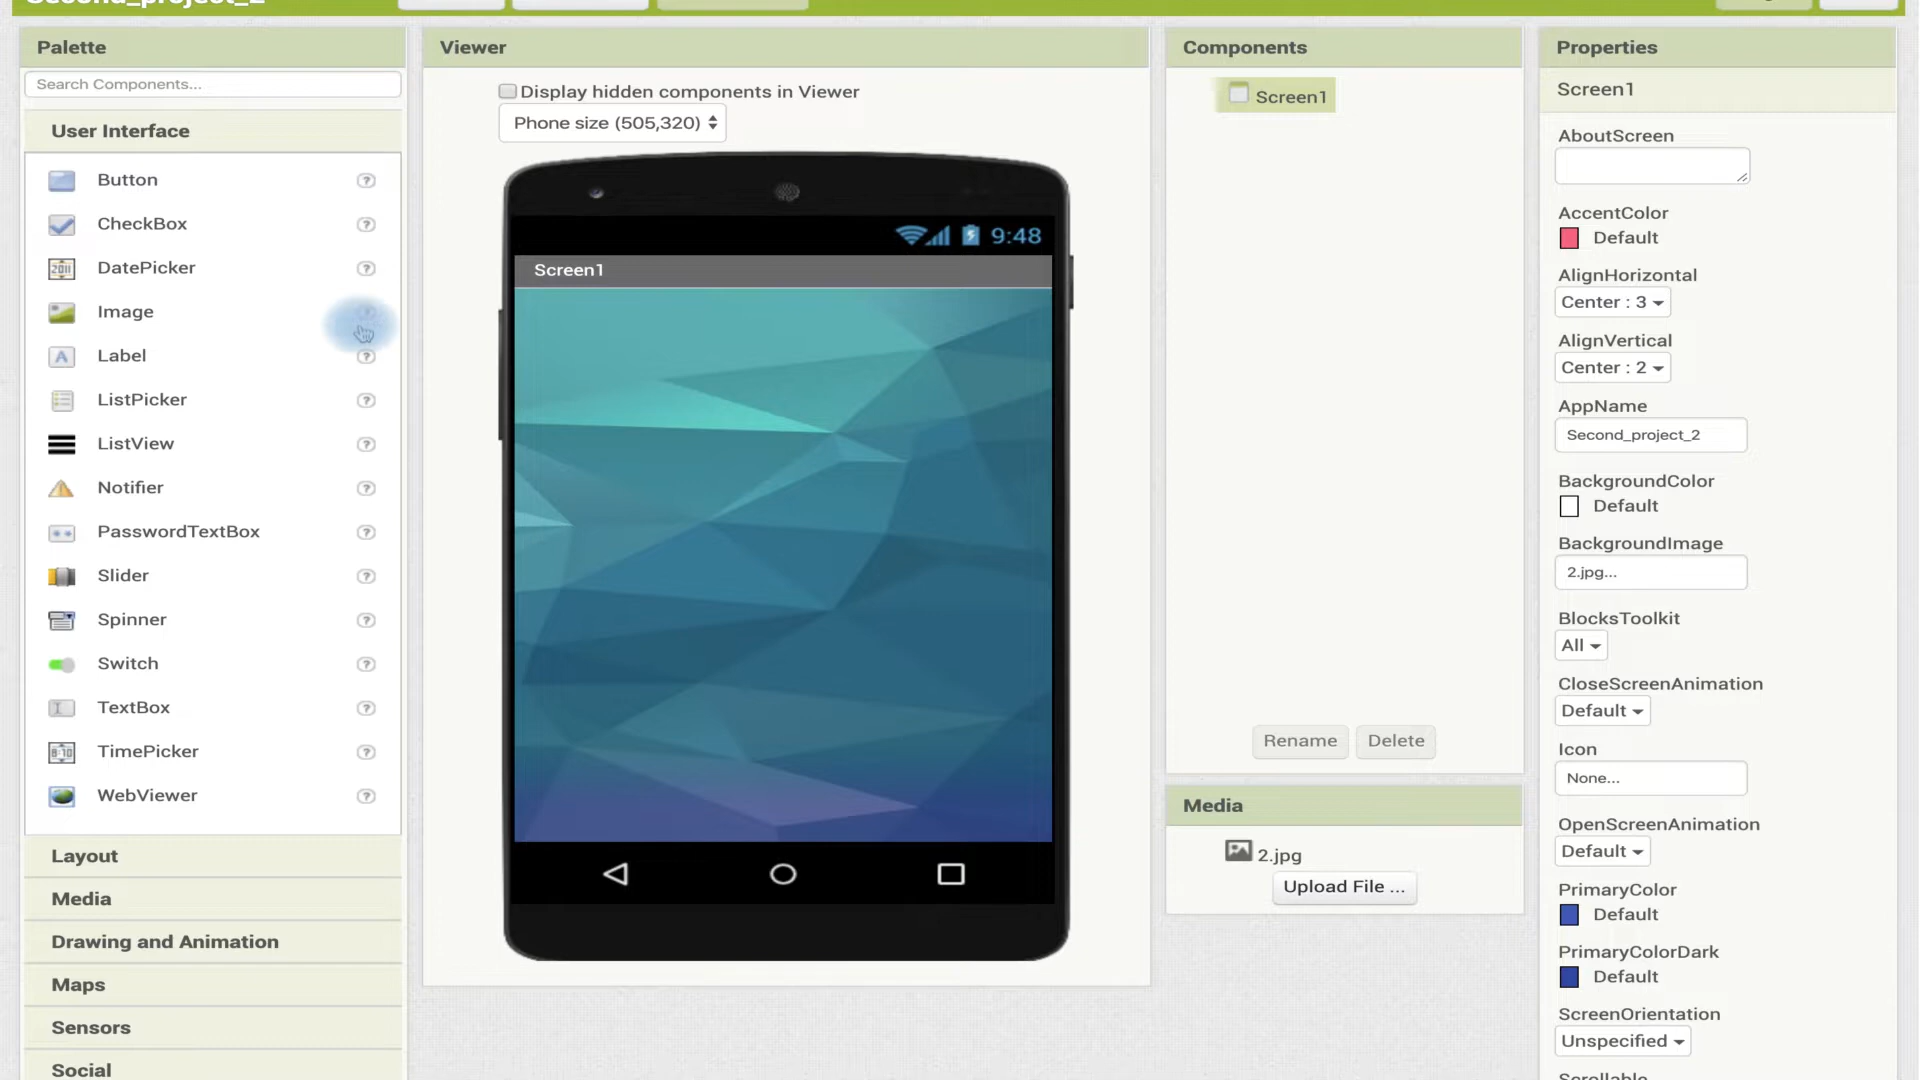 Second_project_2
Palette
Search Components...
User Interface
Button
CheckBox
DatePicker
Image
Label
ListPicker
ListView
Notifier
PasswordTextBox
Slider
Spinner
Switch
TextBox
TimePicker
WebViewer
Layout
Media
Drawing and Animation
Maps
Sensors
Social
Viewer
Display hidden components in Viewer
Phone size (505,320)
9:48
Screen1
Components
Screen1
Rename Delete
Media
2.jpg
Upload File ...
Properties
Screen1
AboutScreen
AccentColor
Default
AlignHorizontal
Center : 3
AlignVertical
Center : 2
AppName
Second_project_2
BackgroundColor
Default
BackgroundImage
2.jpg...
BlocksToolkit
All
CloseScreenAnimation
Default
Icon
None...
OpenScreenAnimation
Default
PrimaryColor
Default
PrimaryColorDark
Default
ScreenOrientation
Unspecified
Scrollable